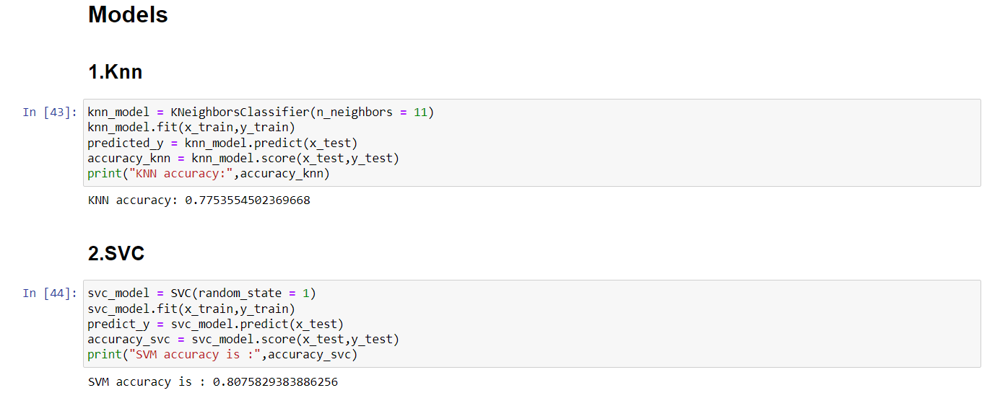 Models
1.Knn
In [43]:
knn_model = KNeighborsClassifier(n_neighbors = 11)
knn_model.fit(x_train,y_train)
predicted_y = knn_model.predict(x_test)
accuracy_knn = knn_model.score(x_test,y_test)
print("KNN accuracy:",accuracy_knn)
KNN accuracy: 0.7753554502369668
2.SVC
In [44]:
svc_model = SVC(random_state = 1)
svc_model.fit(x_train,y_train)
predict_y = svc_model.predict(x_test)
accuracy_svc = svc_model.score(x_test,y_test)
print("SVM accuracy is :",accuracy_svc)
SVM accuracy is : 0.8075829383886256